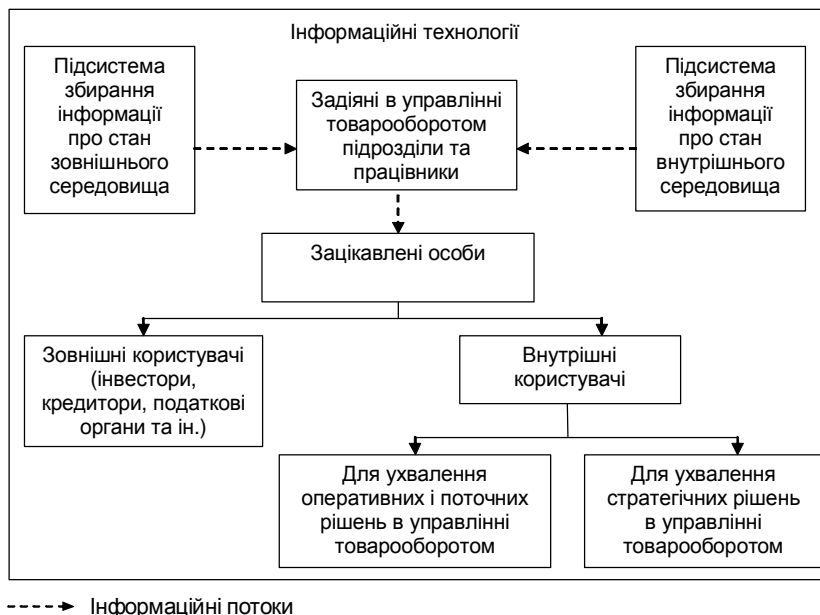 Інформаційні технології
Підсистема
збирання
інформації
про стан
зовнішнього
середовища
Задіяні в управлінні
товарооборотом
підрозділи та
працівники
Підсистема
збирання
інформації
про стан
внутрішнього
середовища
Зацікавлені особи
Зовнішні користувачі
(інвестори,
кредитори, податкові
органи та ін.)
Внутрішні
користувачі
Для ухвалення
оперативних і поточних
рішень в управлінні
товарооборотом
Для ухвалення
стратегічних рішень
в управлінні
товарооборотом
Інформаційні потоки